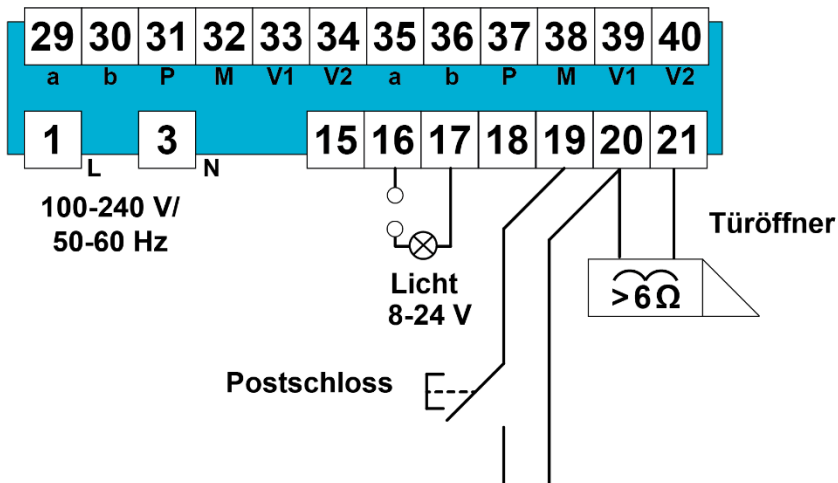 29 30 31 32 33 34 35 36 37 38 39 40
a b P M V1 V2 a b P M V1 V2
1 3 15 16 17 18 19 20 21
L N
100-240 V/
50-60 Hz
Türöffner
Licht
8-24 V
>6Ω
Postschloss